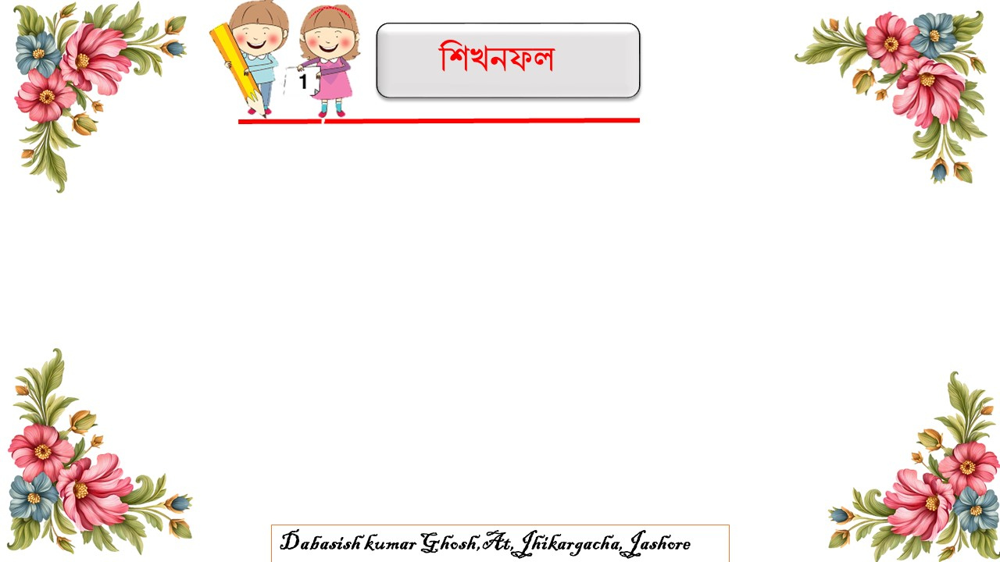 শিখনফল
1
Dabasish kumar Ghosh,At, Jhikargacha, Jashore